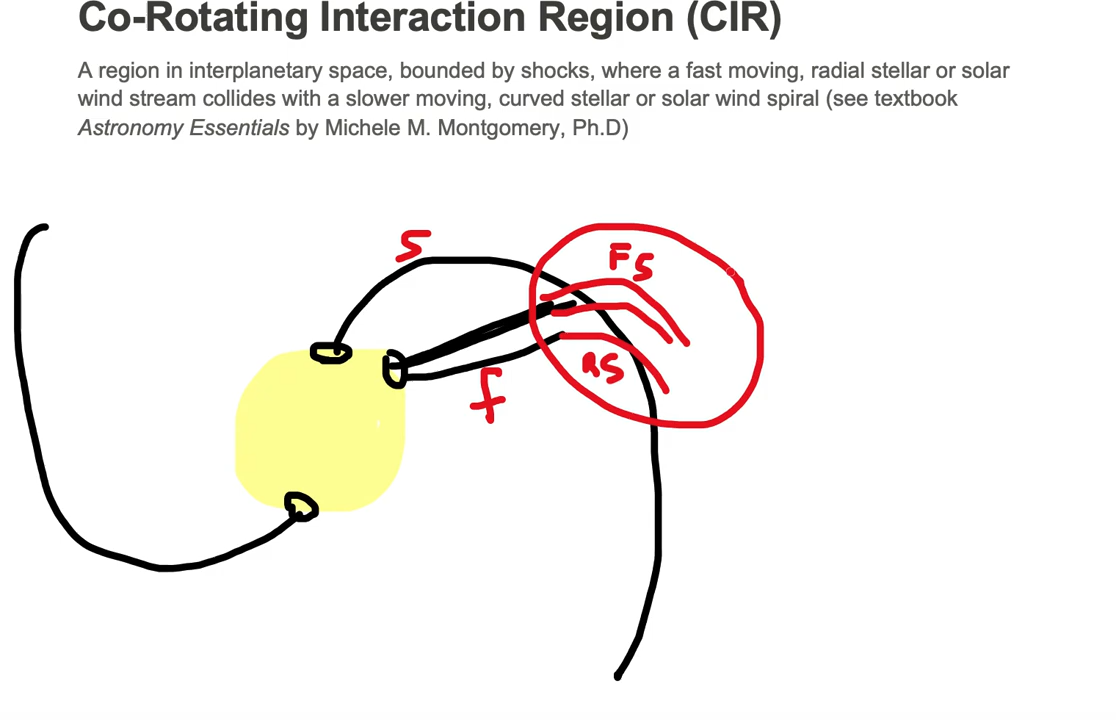 Co-Rotating Interaction Region (CIR)
A region in interplanetary space, bounded by shocks, where a fast moving, radial stellar or solar
wind stream collides with a slower moving, curved stellar or solar wind spiral (see textbook
Astronomy Essentials by Michele M. Montgomery, Ph.D)
S
FS
RS
f